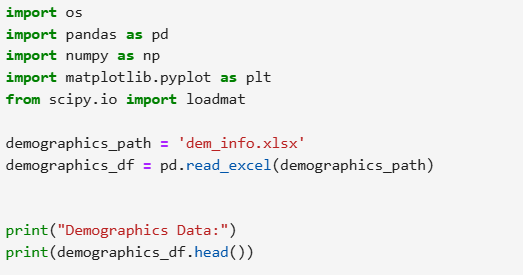 import os
import pandas as pd
import numpy as np
import matplotlib.pyplot as plt
from scipy.io import loadmat
demographics_path = 'dem_info.xlsx'
demographics_df = pd.read_excel(demographics_path)
print("Demographics Data:")
print(demographics_df.head())